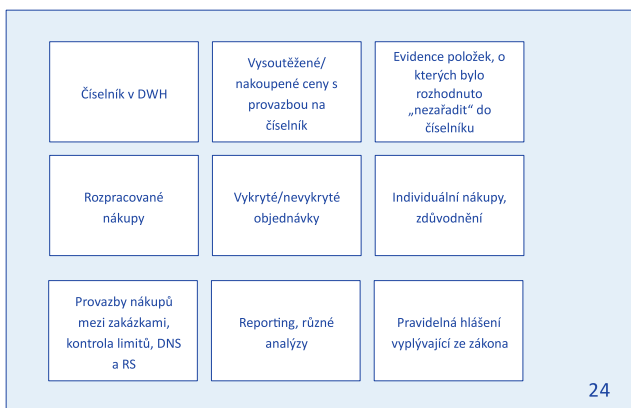 Číselník v DWH
Vysoutěžené/
nakoupené ceny s
provazbou na
číselník
Evidence položek, o
kterých bylo
rozhodnuto
„nezařadit“ do
číselníku
Rozpracované
nákupy
Vykryté/nevykryté
objednávky
Individuální nákupy,
zdůvodnění
Provazby nákupů
mezi zakázkami,
kontrola limitů, DNS
a RS
Reporting, různé
analýzy
Pravidelná hlášení
vyplývající ze zákona
24